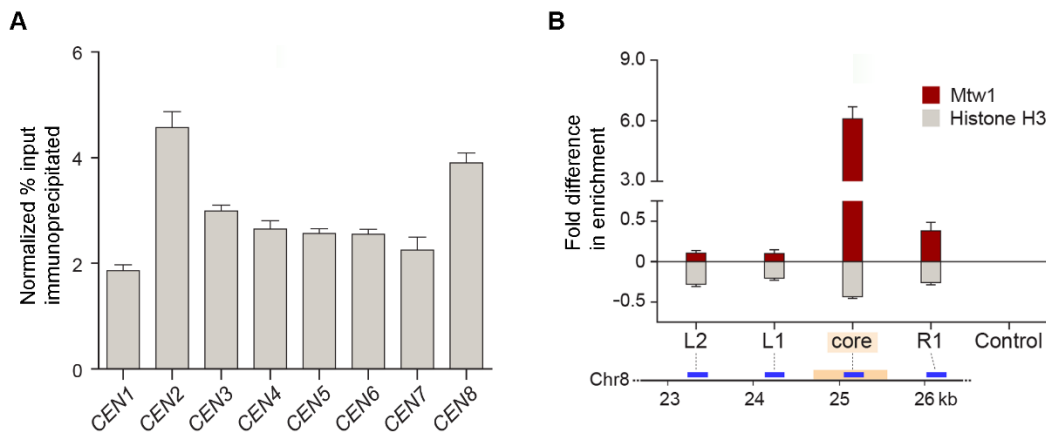 A
Normalized % input
immunoprecipitated
6
4
2
0
CEN1 CEN2 CEN3 CEN4 CEN5 CEN6 CEN7 CEN8
B
Fold difference
in enrichment
9.0
6.0
3.0
0.5
0
−0.5
Mtw1
Histone H3
L2 L1 core R1 Control
Chr8
23 24 25 26 kb